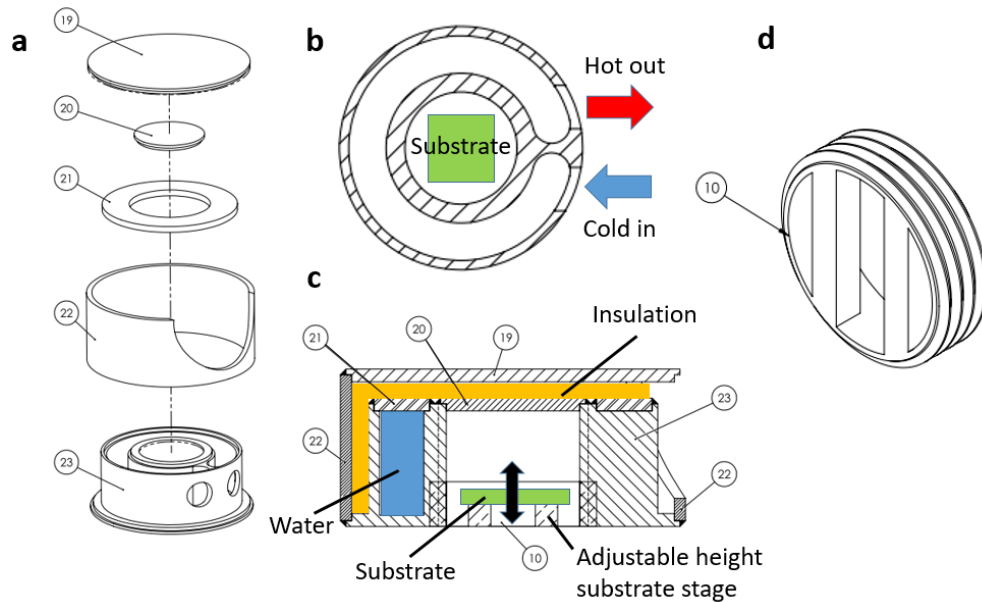 a
19
20
21
22
23
b
Substrate
Hot out
Cold in
c
Insulation
21
20
19
23
22
22
Water
Substrate
10
Adjustable height
substrate stage
d
10